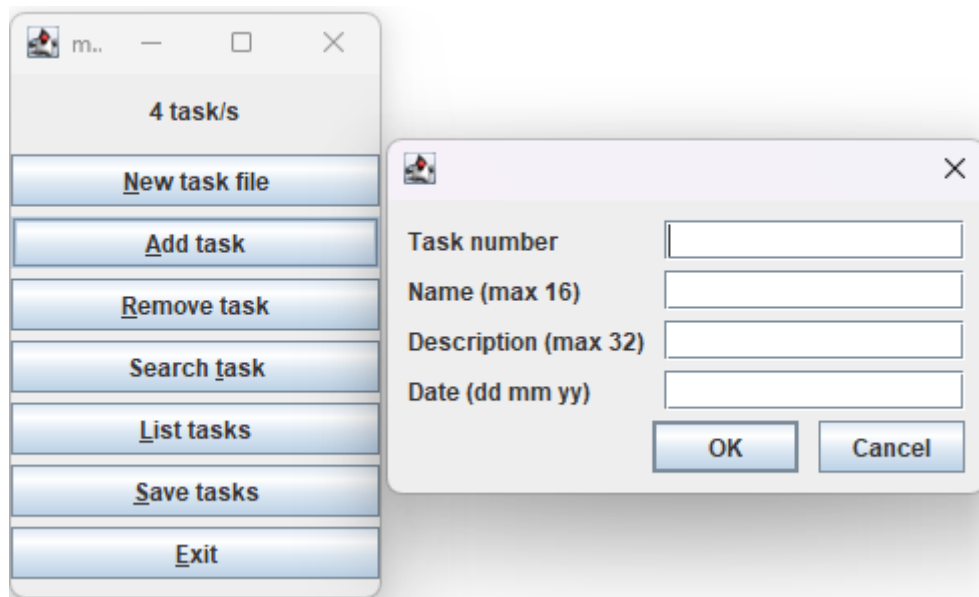 m..
4 task/s
New task file
Add task
Remove task
Search task
List tasks
Save tasks
Exit
Task number
Name (max 16)
Description (max 32)
Date (dd mm yy)
OK Cancel